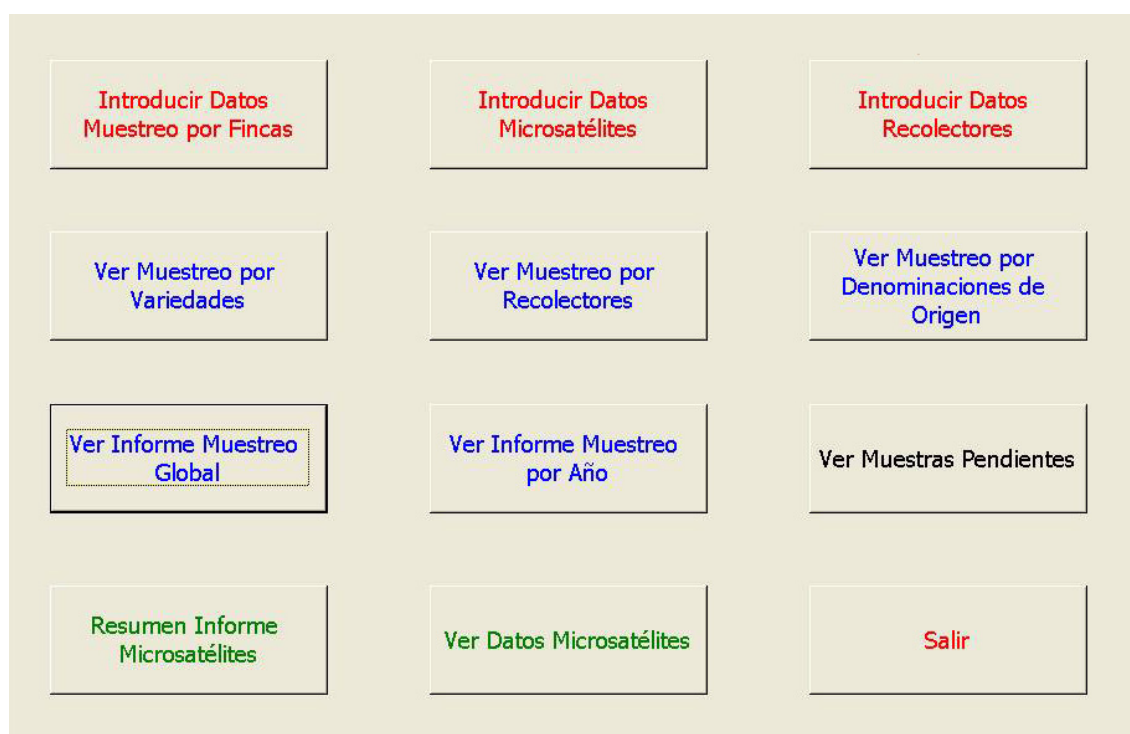 Introducir Datos
Muestreo por Fincas
Introducir Datos
Microsatélites
Introducir Datos
Recolectores
Ver Muestreo por
Variedades
Ver Muestreo por
Recolectores
Ver Muestreo por
Denominaciones de
Origen
Ver Informe Muestreo
Global
Ver Informe Muestreo
por Año
Ver Muestras Pendientes
Resumen Informe
Microsatélites
Ver Datos Microsatélites
Salir